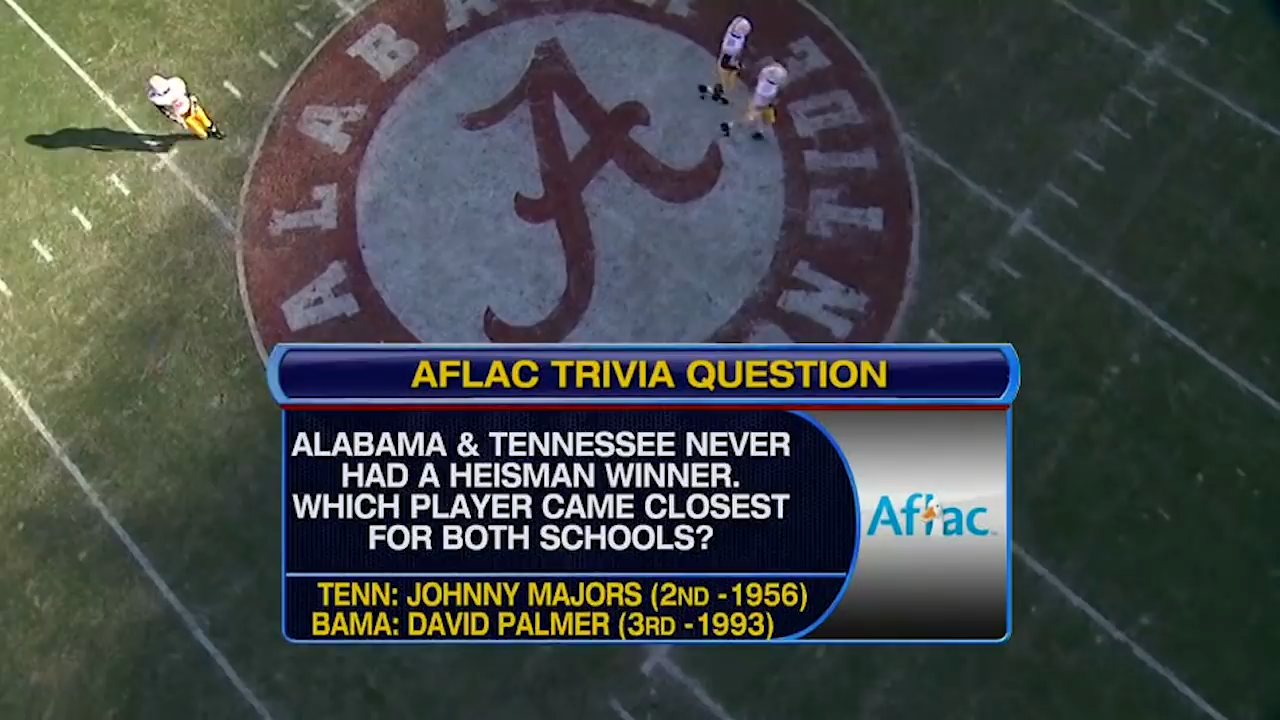 ALABAMA
A
AFLAC TRIVIA QUESTION
ALABAMA & TENNESSEE NEVER
HAD A HEISMAN WINNER.
WHICH PLAYER CAME CLOSEST
FOR BOTH SCHOOLS?
Aflac
TENN: JOHNNY MAJORS (2ND -1956)
BAMA: DAVID PALMER (3RD -1993)